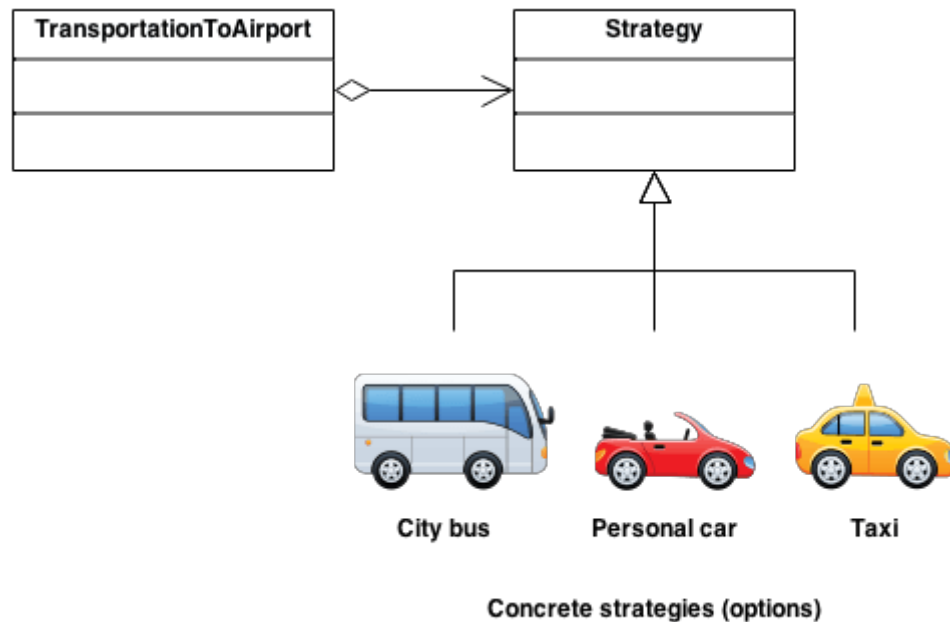 TransportationToAirport
Strategy
City bus
Personal car
Taxi
Concrete strategies (options)